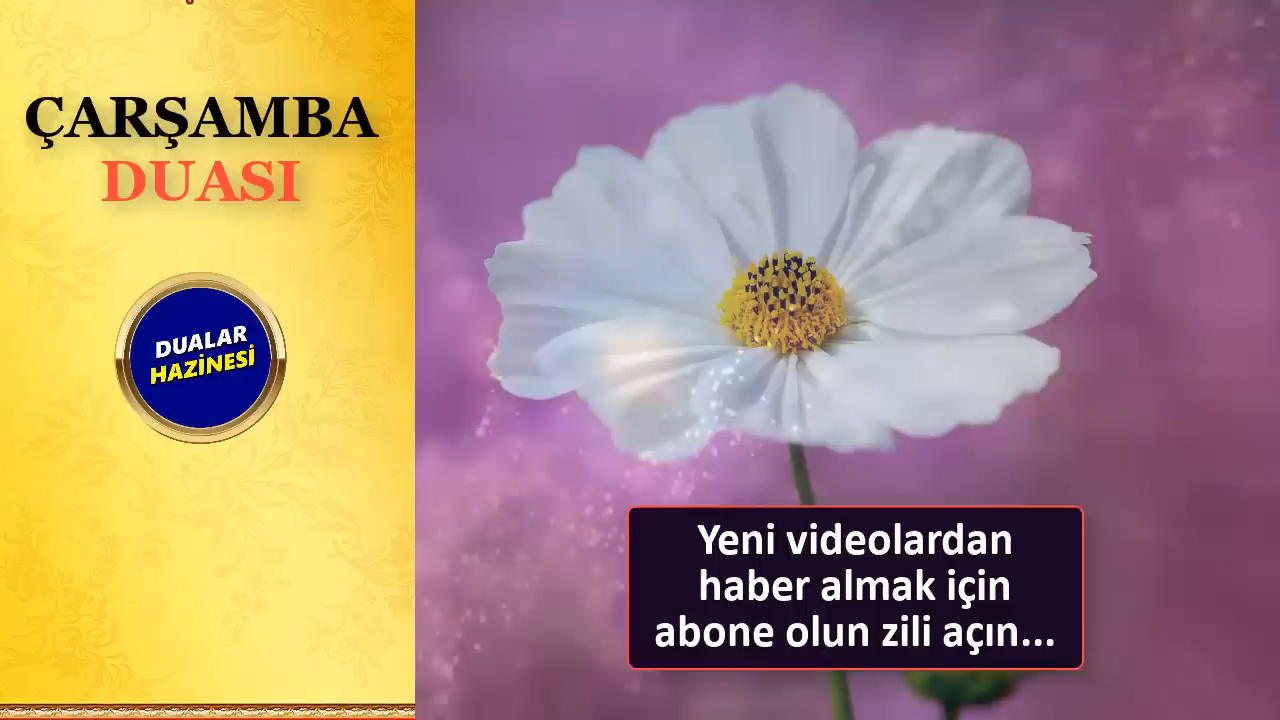 ÇARŞAMBA
DUASI
DUALAR
HAZİNESİ
Yeni videolardan
haber almak için
abone olun zili açın...